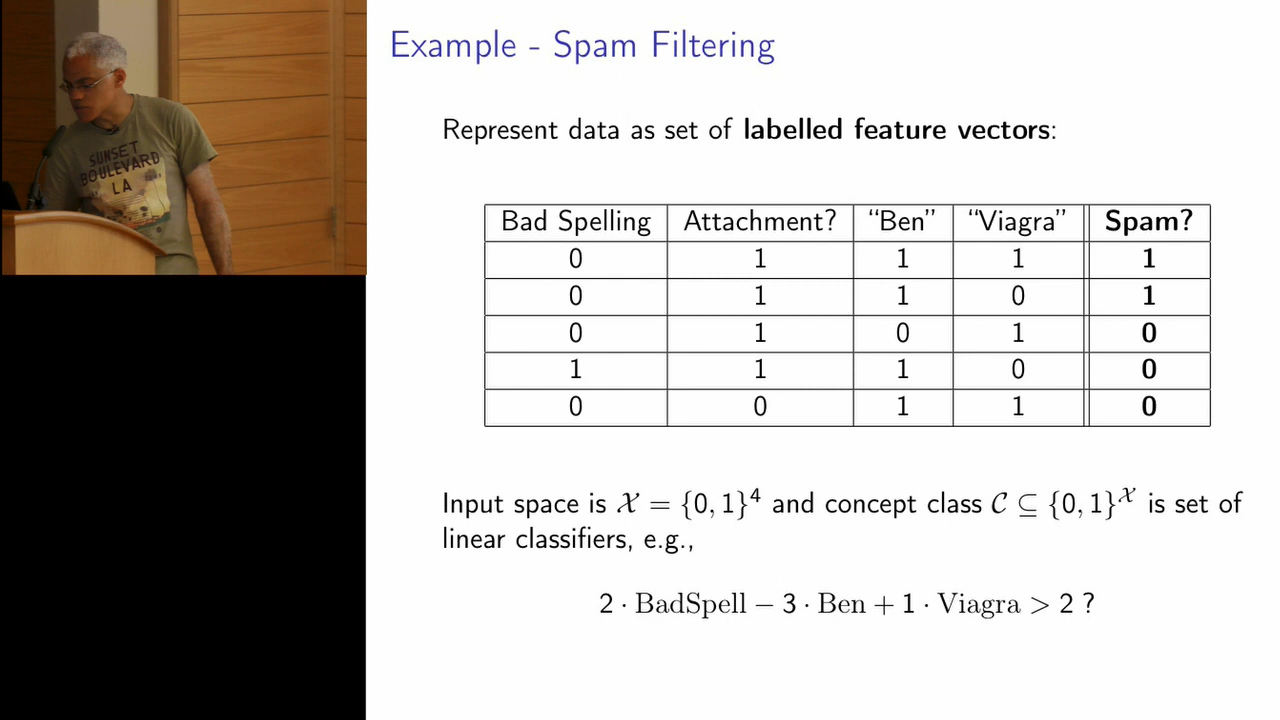 Example - Spam Filtering
Represent data as set of labelled feature vectors:
Bad Spelling Attachment? “Ben” “Viagra” Spam?
0 1 1 1 1
0 1 1 0 1
0 1 0 1 0
1 1 1 0 0
0 0 1 1 0
Input space is 𝒳 = {0, 1}⁴ and concept class 𝒞 ⊆ {0, 1}^𝒳 is set of
linear classifiers, e.g.,
2 · BadSpell − 3 · Ben + 1 · Viagra > 2 ?
SUNSET
BOULEVARD
LA